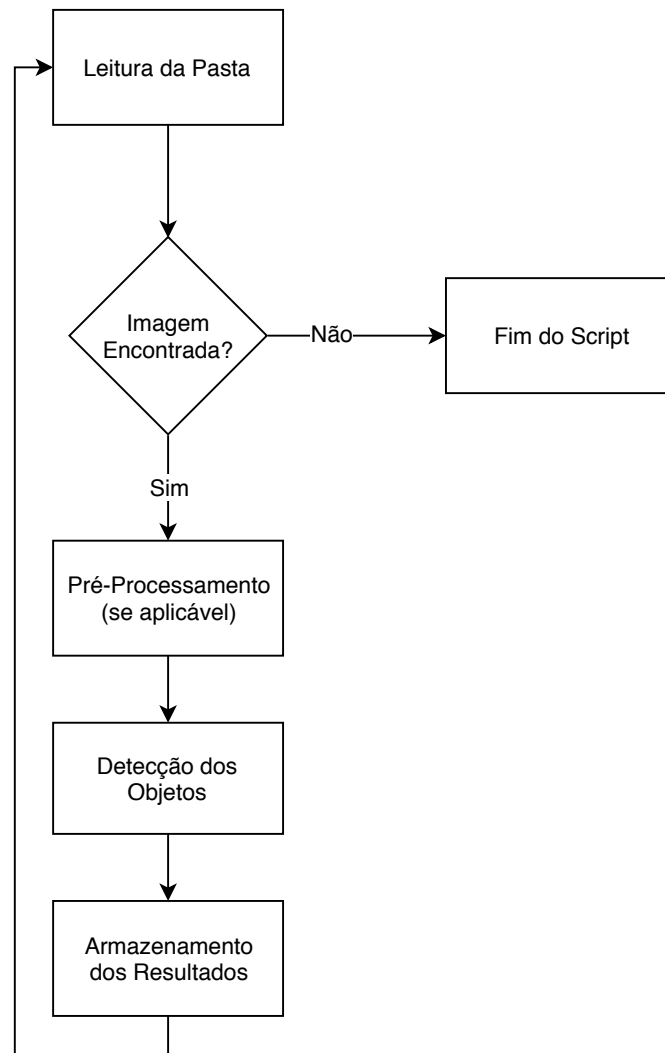 Leitura da Pasta
Imagem
Encontrada?
Não
Fim do Script
Sim
Pré-Processamento
(se aplicável)
Detecção dos
Objetos
Armazenamento
dos Resultados